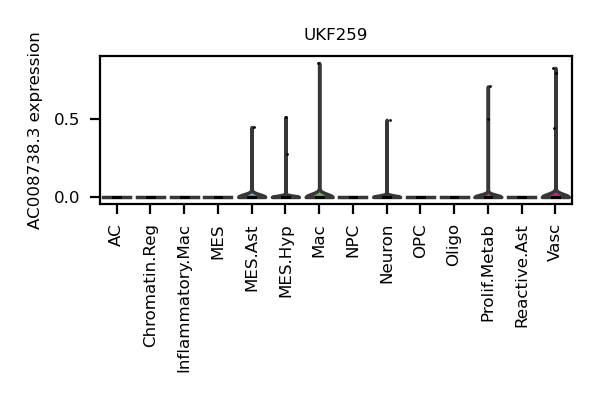 UKF259
AC008738.3 expression
0.5
0.0
AC
Chromatin.Reg
Inflammatory.Mac
MES
MES.Ast
MES.Hyp
Mac
NPC
Neuron
OPC
Oligo
Prolif.Metab
Reactive.Ast
Vasc